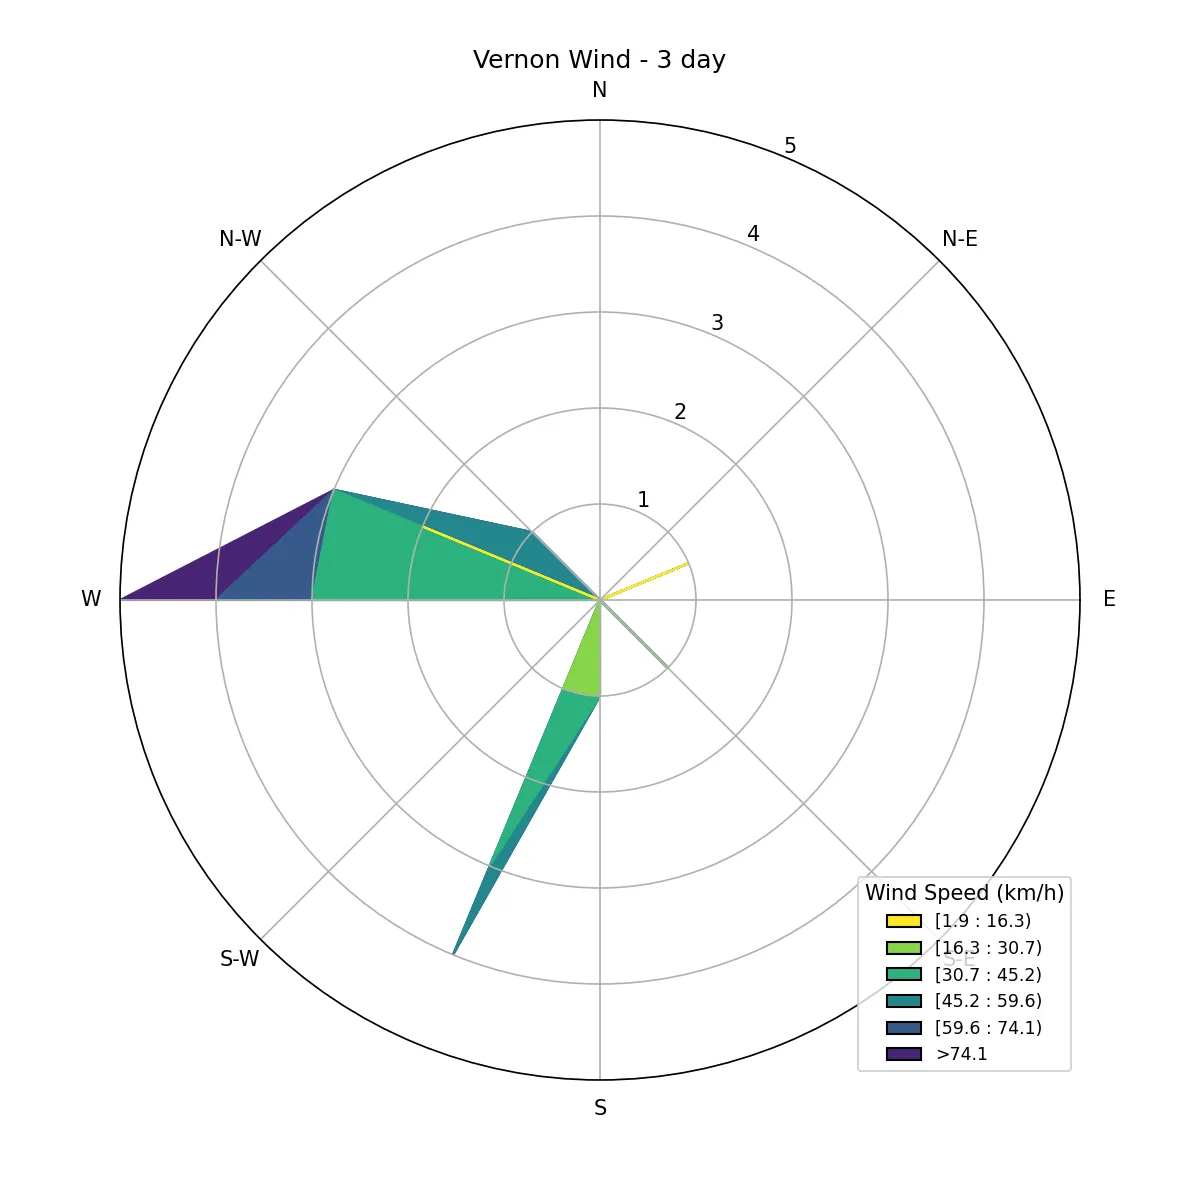 Vernon Wind - 3 day
N
5
N-W
N-E
4
3
2
1
W
E
S-W
S-E
Wind Speed (km/h)
[1.9 : 16.3)
[16.3 : 30.7)
[30.7 : 45.2)
[45.2 : 59.6)
[59.6 : 74.1)
>74.1
S